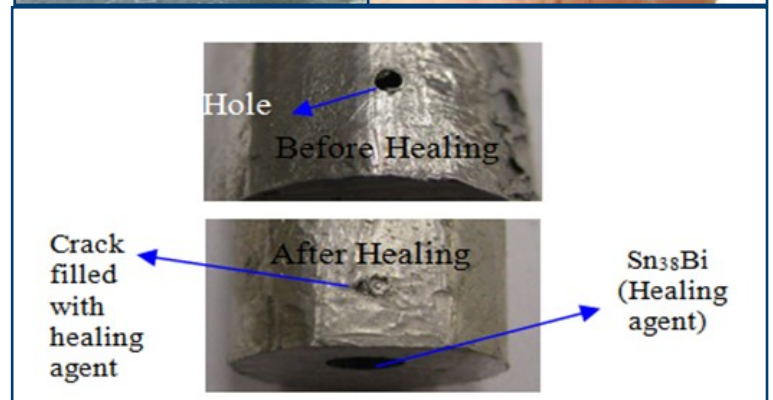 Hole
Before Healing
After Healing
Crack
filled
with
healing
agent
Sn₃₈Bi
(Healing
agent)